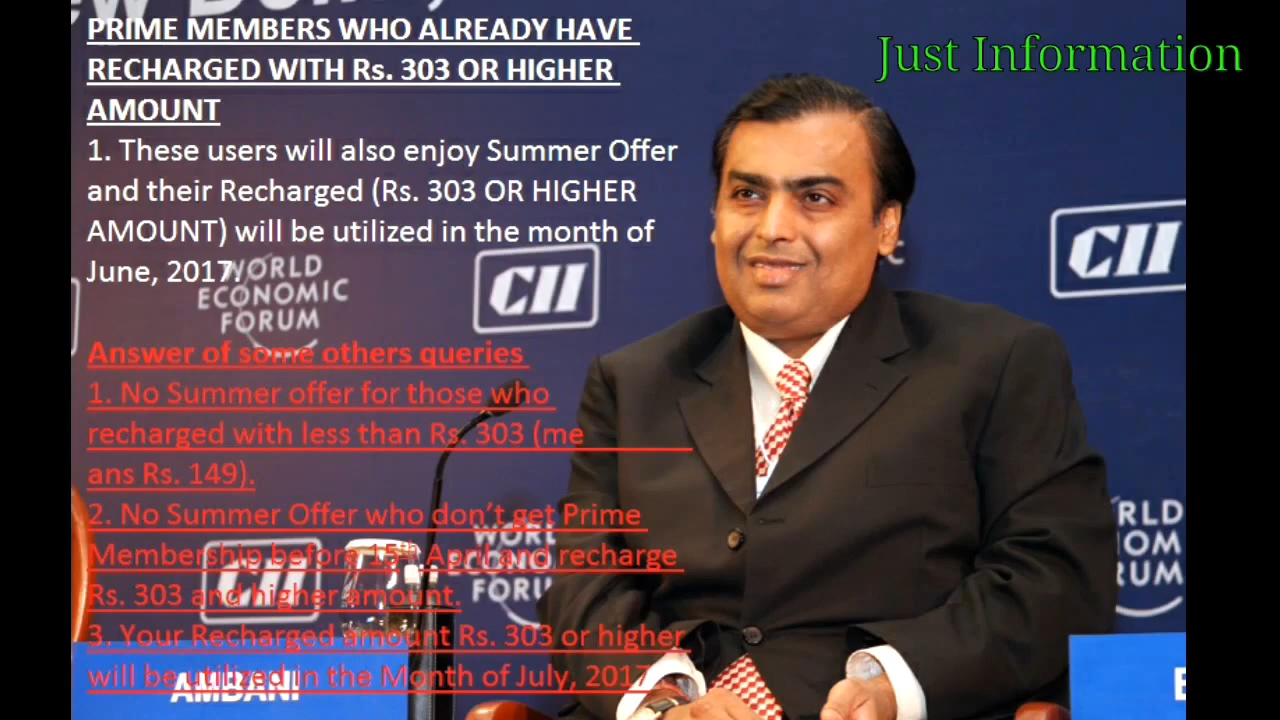 PRIME MEMBERS WHO ALREADY HAVE
RECHARGED WITH Rs. 303 OR HIGHER
AMOUNT
1. These users will also enjoy Summer Offer
and their Recharged (Rs. 303 OR HIGHER
AMOUNT) will be utilized in the month of
June, 2017.
Answer of some others queries
1. No Summer offer for those who
recharged with less than Rs. 303 (me
ans Rs. 149).
2. No Summer Offer who don't get Prime
Membership before 15th April and recharge
Rs. 303 and higher amount.
3. Your Recharged amount Rs. 303 or higher
will be utilized in the Month of July, 2017
Just Information
WORLD
ECONOMIC
FORUM
CII
CII
CII
WORL
FORU
RLD
OM
RUM
AMBANI